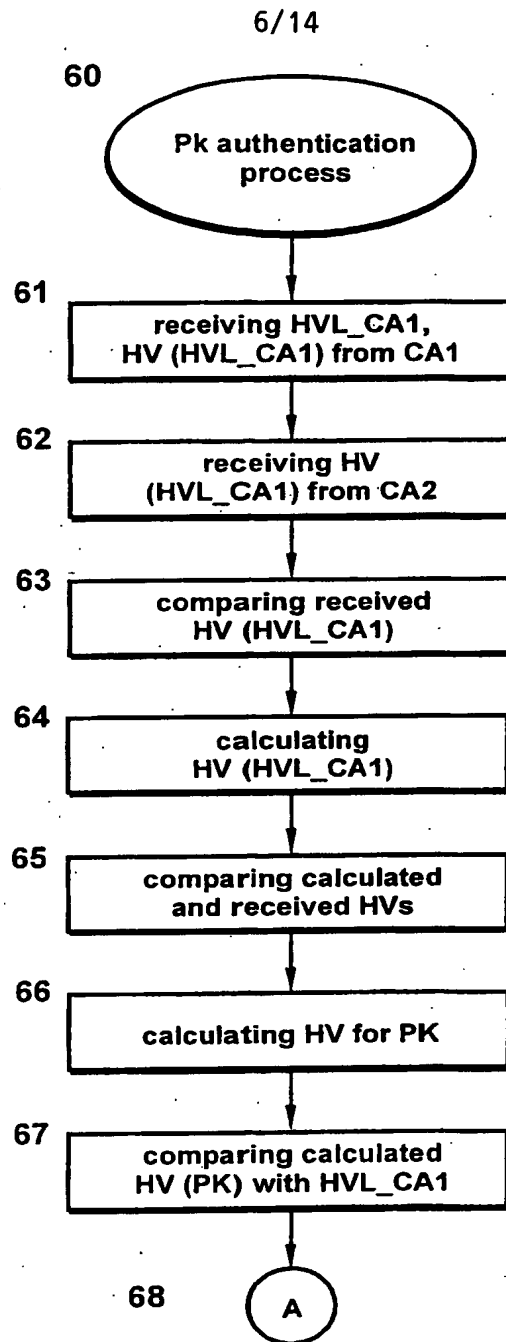 6/14
60
Pk authentication
process
61
receiving HVL_CA1,
HV (HVL_CA1) from CA1
62
receiving HV
(HVL_CA1) from CA2
63
comparing received
HV (HVL_CA1)
64
calculating
HV (HVL_CA1)
65
comparing calculated
and received HVs
66
calculating HV for PK
67
comparing calculated
HV (PK) with HVL_CA1
68
A